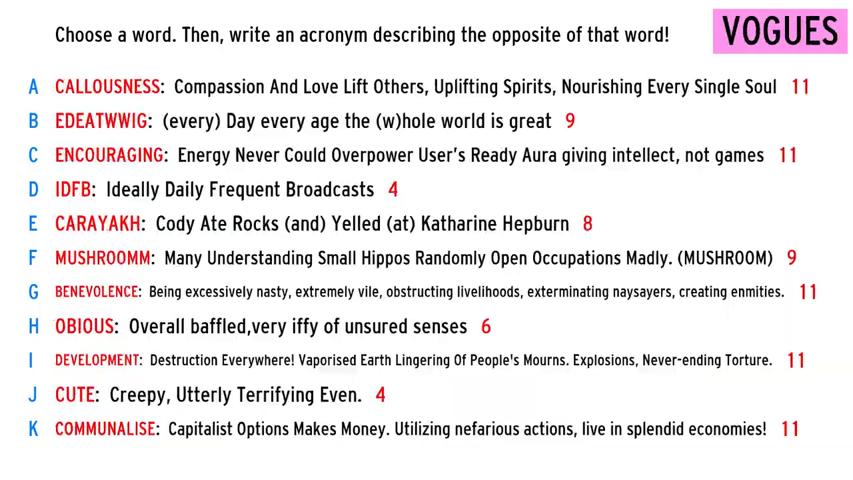 Choose a word. Then, write an acronym describing the opposite of that word!
VOGUES
A CALLOUSNESS: Compassion And Love Lift Others, Uplifting Spirits, Nourishing Every Single Soul 11
B EDEATWWIG: (every) Day every age the (w)hole world is great 9
C ENCOURAGING: Energy Never Could Overpower User's Ready Aura giving intellect, not games 11
D IDFB: Ideally Daily Frequent Broadcasts 4
E CARAYAKH: Cody Ate Rocks (and) Yelled (at) Katharine Hepburn 8
F MUSHROOMM: Many Understanding Small Hippos Randomly Open Occupations Madly. (MUSHROOM) 9
G BENEVOLENCE: Being excessively nasty, extremely vile, obstructing livelihoods, exterminating naysayers, creating enmities. 11
H OBIOUS: Overall baffled,very iffy of unsured senses 6
I DEVELOPMENT: Destruction Everywhere! Vaporised Earth Lingering Of People's Mourns. Explosions, Never-ending Torture. 11
J CUTE: Creepy, Utterly Terrifying Even. 4
K COMMUNALISE: Capitalist Options Makes Money. Utilizing nefarious actions, live in splendid economies! 11